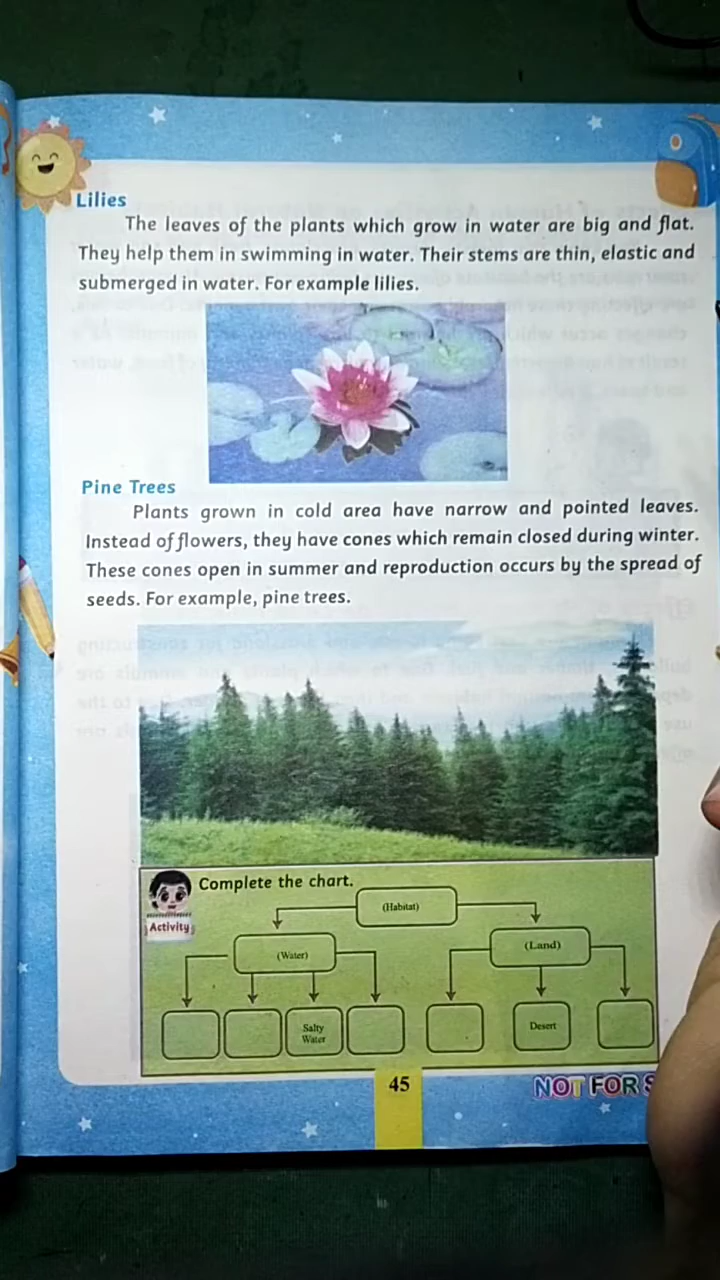 Lilies
The leaves of the plants which grow in water are big and flat.
They help them in swimming in water. Their stems are thin, elastic and
submerged in water. For example lilies.
Pine Trees
Plants grown in cold area have narrow and pointed leaves.
Instead of flowers, they have cones which remain closed during winter.
These cones open in summer and reproduction occurs by the spread of
seeds. For example, pine trees.
Complete the chart.
Activity
(Habitat)
(Water)
(Land)
Salty
Water
Desert
45
NOT FOR